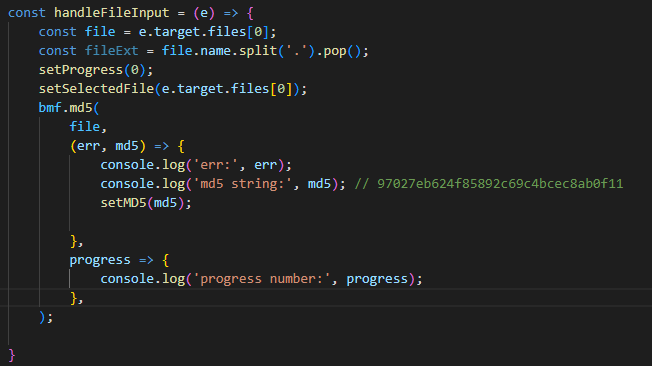 const handleFileInput = (e) => {
    const file = e.target.files[0];
    const fileExt = file.name.split('.').pop();
    setProgress(0);
    setSelectedFile(e.target.files[0]);
    bmf.md5(
        file,
        (err, md5) => {
            console.log('err:', err);
            console.log('md5 string:', md5); // 97027eb624f85892c69c4bcec8ab0f11
            setMD5(md5);
        },
        progress => {
            console.log('progress number:', progress);
        },
    );
}